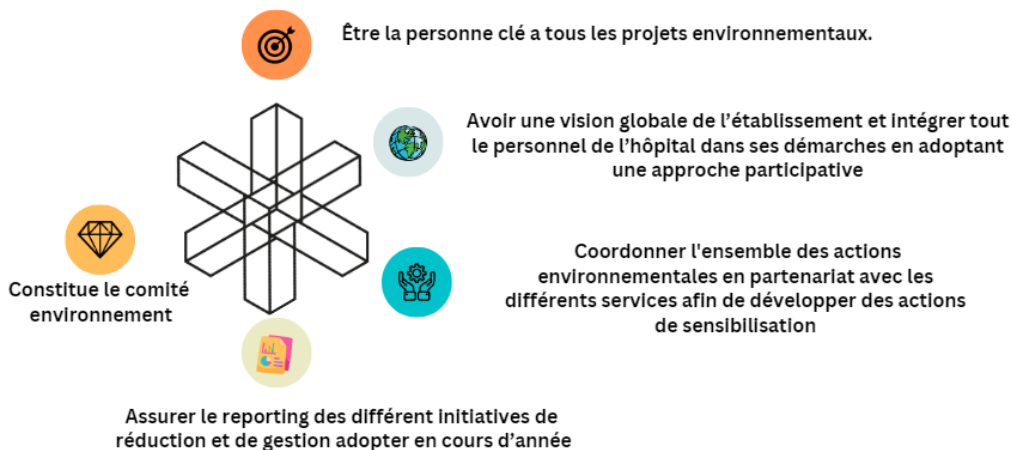 Être la personne clé a tous les projets environnementaux.
Avoir une vision globale de l’établissement et intégrer tout
le personnel de l’hôpital dans ses démarches en adoptant
une approche participative
Coordonner l'ensemble des actions
environnementales en partenariat avec les
différents services afin de développer des actions
de sensibilisation
Constitue le comité
environnement
Assurer le reporting des différent initiatives de
réduction et de gestion adopter en cours d’année